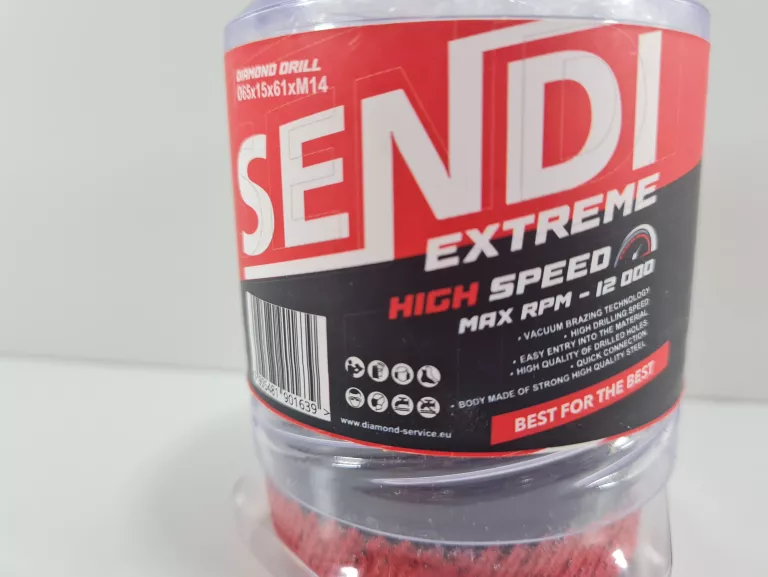 DIAMOND DRILL
Ø65x15x61xM14
SENDI
EXTREME
HIGH SPEED
MAX RPM - 12 000
• VACUUM BRAZING TECHNOLOGY
• HIGH DRILLING SPEED
• EASY ENTRY INTO THE MATERIAL
• HIGH QUALITY OF DRILLED HOLES
• QUICK CONNECTION
• BODY MADE OF STRONG HIGH QUALITY STEEL
BEST FOR THE BEST
901639 >
www.diamond-service.eu